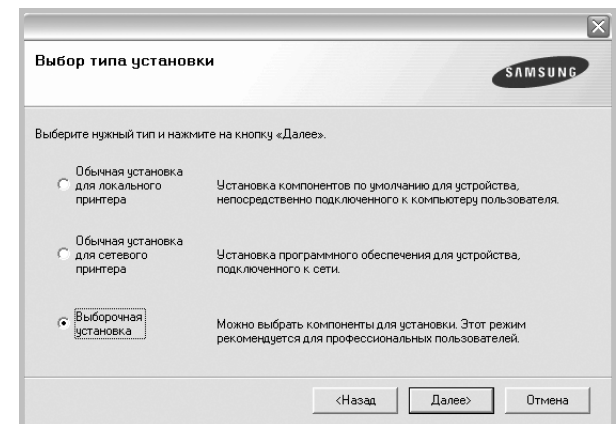 Выбор типа установки
SAMSUNG
Выберите нужный тип и нажмите на кнопку «Далее».
Обычная установка
для локального
принтера
Установка компонентов по умолчанию для устройства,
непосредственно подключенного к компьютеру пользователя.
Обычная установка
для сетевого
принтера
Установка программного обеспечения для устройства,
подключенного к сети.
Выборочная
установка
Можно выбрать компоненты для установки. Этот режим
рекомендуется для профессиональных пользователей.
<Назад
Далее>
Отмена